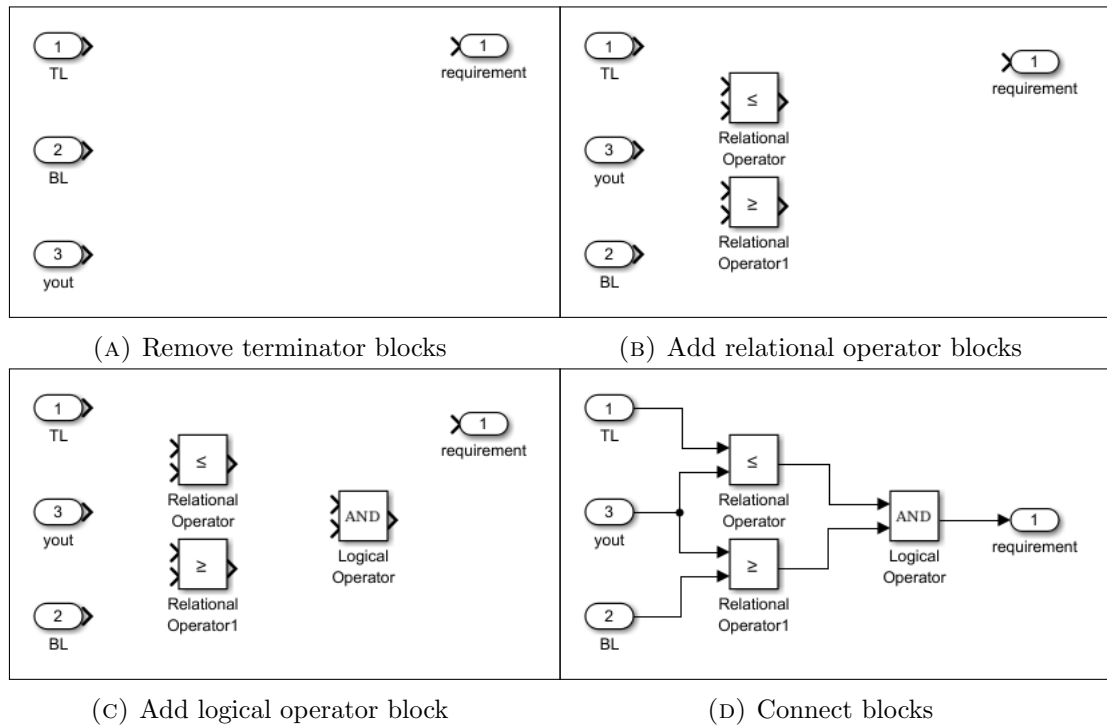 1
TL
1
requirement
2
BL
3
yout
(A) Remove terminator blocks
1
TL
1
requirement
≤
Relational
Operator
3
yout
≥
Relational
Operator1
2
BL
(B) Add relational operator blocks
1
TL
1
requirement
≤
Relational
Operator
3
yout
AND
Logical
Operator
≥
Relational
Operator1
2
BL
(C) Add logical operator block
1
TL
≤
Relational
Operator
3
yout
AND
Logical
Operator
1
requirement
≥
Relational
Operator1
2
BL
(D) Connect blocks